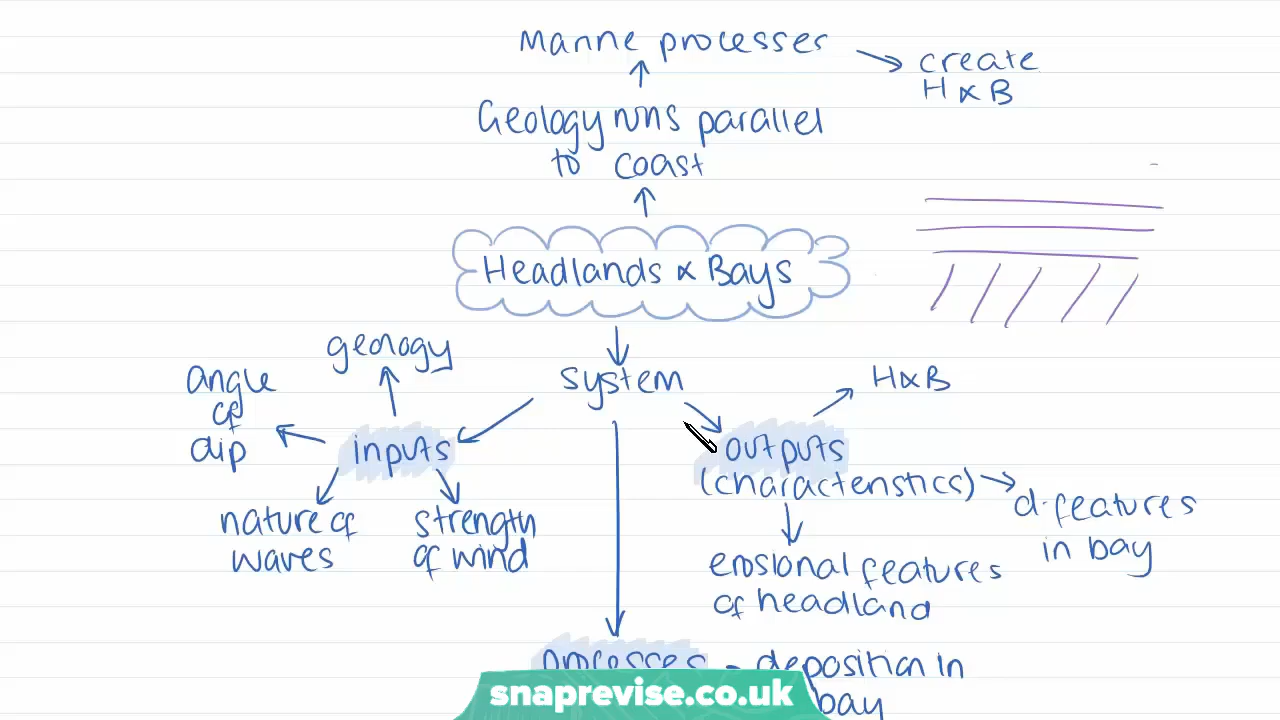 Marine processes
create
H & B
Geology runs parallel
to coast
Headlands & Bays
geology
system
H&B
angle
of
dip
inputs
outputs
(characteristics)
d.features
in bay
nature of
waves
strength
of wind
erosional features
of headland
processes - deposition in
bay
snaprevise.co.uk